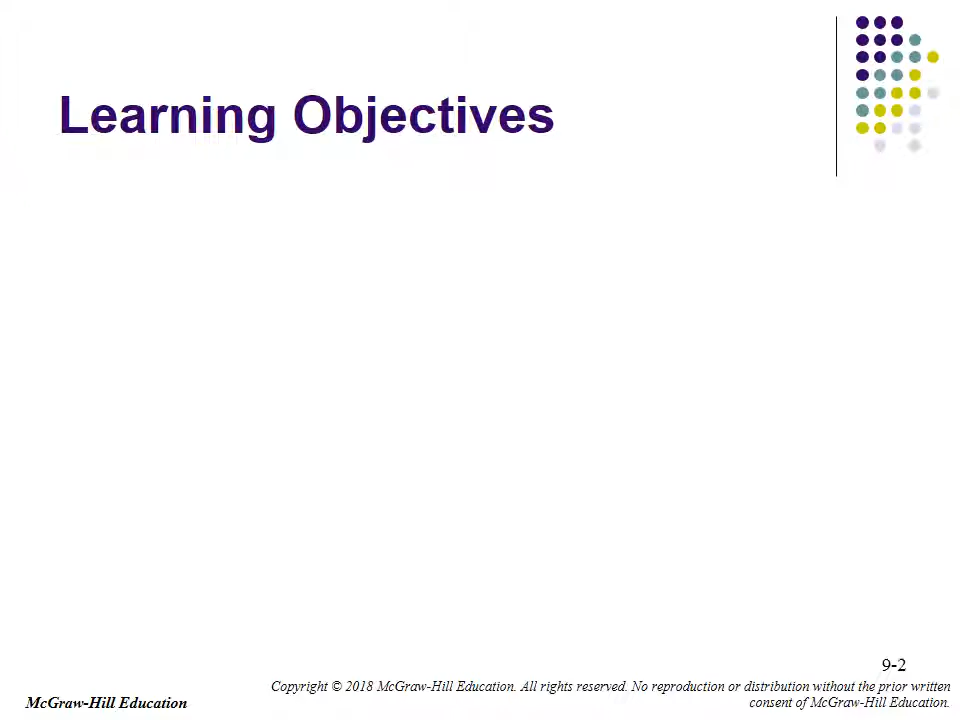 Learning Objectives
9-2
Copyright © 2018 McGraw-Hill Education. All rights reserved. No reproduction or distribution without the prior written
consent of McGraw-Hill Education.
McGraw-Hill Education